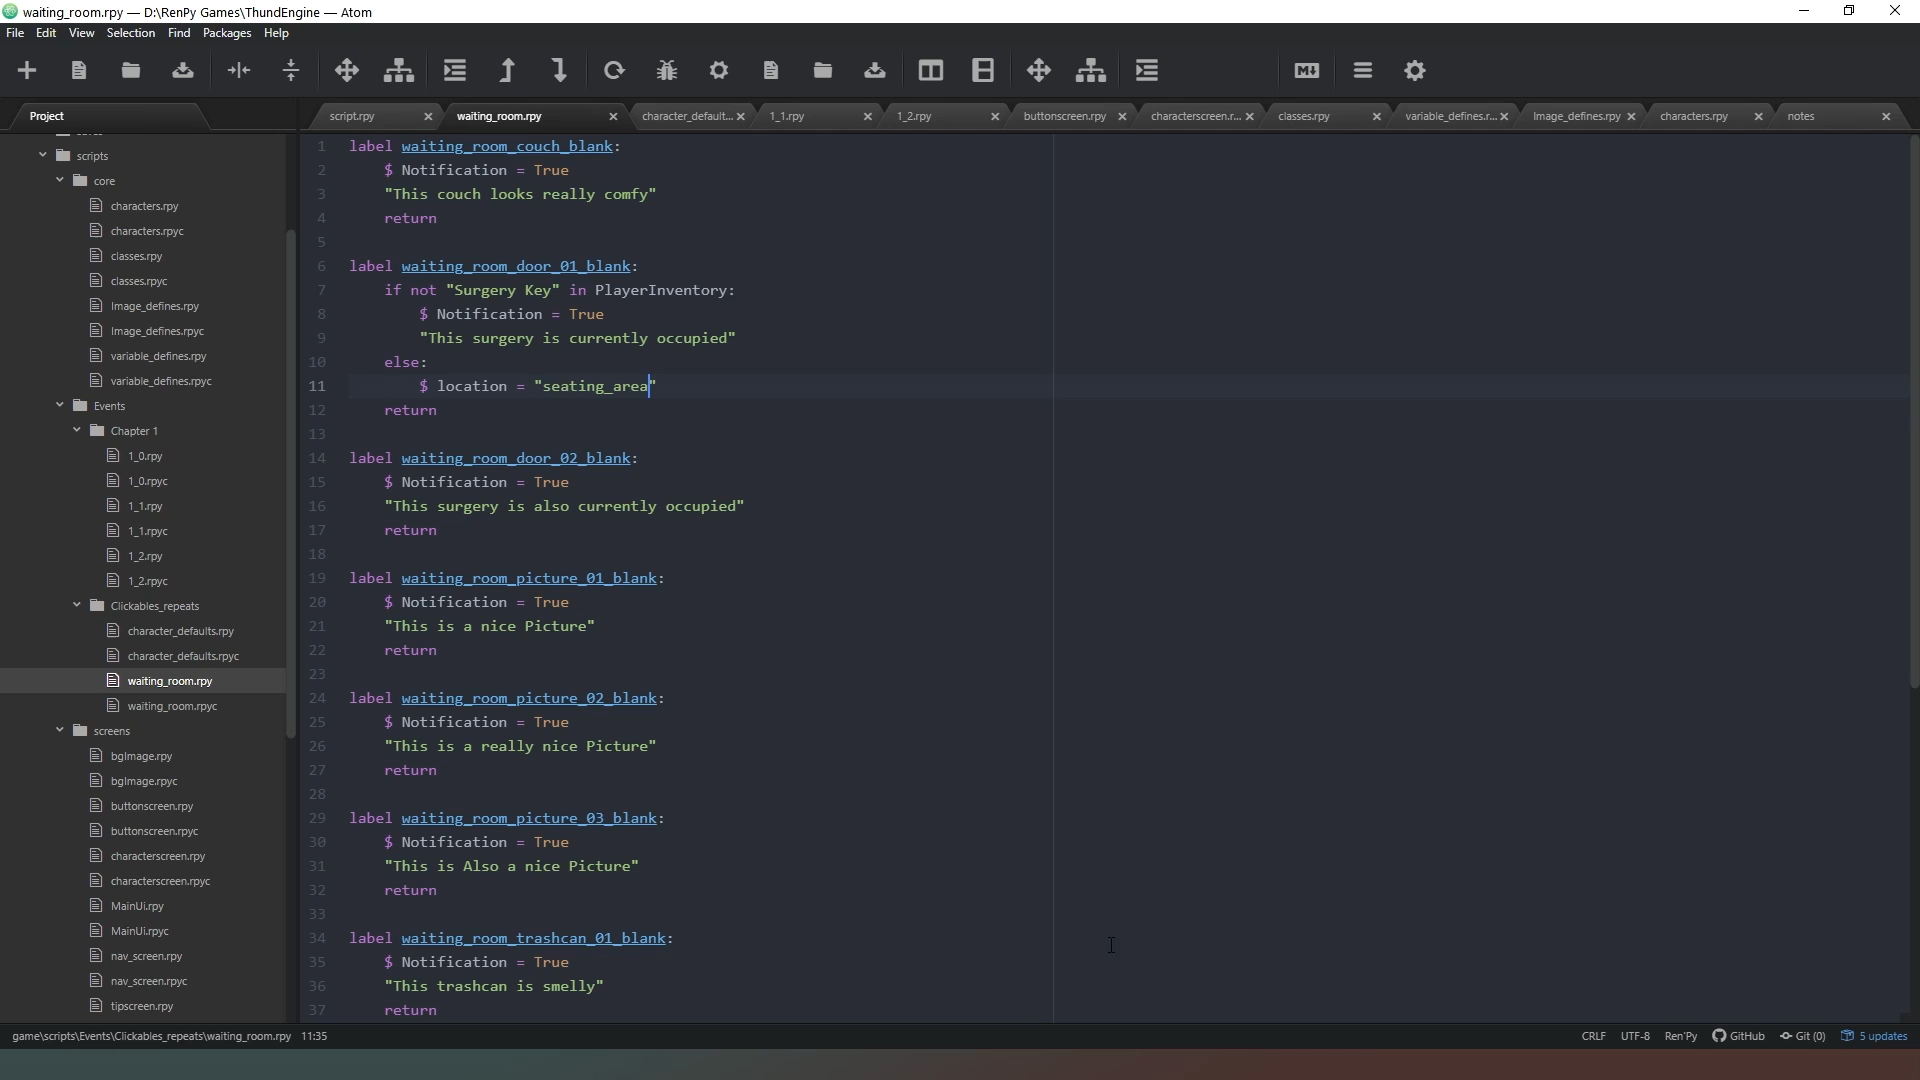 waiting_room.rpy — D:\RenPy Games\ThundEngine — Atom
File Edit View Selection Find Packages Help
Project
script.rpy waiting_room.rpy character_default... 1_1.rpy 1_2.rpy buttonscreen.rpy characterscreen.r... classes.rpy variable_defines.r... Image_defines.rpy characters.rpy notes
scripts
core
characters.rpy
characters.rpyc
classes.rpy
classes.rpyc
Image_defines.rpy
Image_defines.rpyc
variable_defines.rpy
variable_defines.rpyc
Events
Chapter 1
1_0.rpy
1_0.rpyc
1_1.rpy
1_1.rpyc
1_2.rpy
1_2.rpyc
Clickables_repeats
character_defaults.rpy
character_defaults.rpyc
waiting_room.rpy
waiting_room.rpyc
screens
bgImage.rpy
bgImage.rpyc
buttonscreen.rpy
buttonscreen.rpyc
characterscreen.rpy
characterscreen.rpyc
MainUi.rpy
MainUi.rpyc
nav_screen.rpy
nav_screen.rpyc
tipscreen.rpy
1 label waiting_room_couch_blank:
2 $ Notification = True
3 "This couch looks really comfy"
4 return
5
6 label waiting_room_door_01_blank:
7 if not "Surgery Key" in PlayerInventory:
8 $ Notification = True
9 "This surgery is currently occupied"
10 else:
11 $ location = "seating_area"
12 return
13
14 label waiting_room_door_02_blank:
15 $ Notification = True
16 "This surgery is also currently occupied"
17 return
18
19 label waiting_room_picture_01_blank:
20 $ Notification = True
21 "This is a nice Picture"
22 return
23
24 label waiting_room_picture_02_blank:
25 $ Notification = True
26 "This is a really nice Picture"
27 return
28
29 label waiting_room_picture_03_blank:
30 $ Notification = True
31 "This is Also a nice Picture"
32 return
33
34 label waiting_room_trashcan_01_blank:
35 $ Notification = True
36 "This trashcan is smelly"
37 return
game\scripts\Events\Clickables_repeats\waiting_room.rpy 11:35 CRLF UTF-8 Ren'Py GitHub Git (0) 5 updates